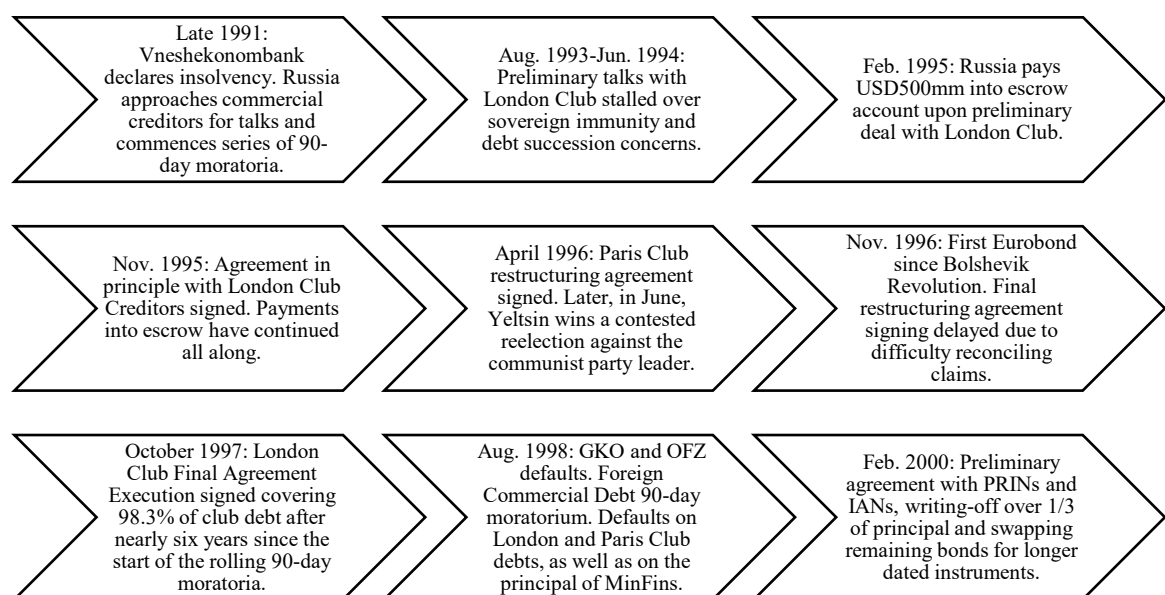 Late 1991:
Vneshekonombank
declares insolvency. Russia
approaches commercial
creditors for talks and
commences series of 90-
day moratoria.
Aug. 1993-Jun. 1994:
Preliminary talks with
London Club stalled over
sovereign immunity and
debt succession concerns.
Feb. 1995: Russia pays
USD500mm into escrow
account upon preliminary
deal with London Club.
Nov. 1995: Agreement in
principle with London Club
Creditors signed. Payments
into escrow have continued
all along.
April 1996: Paris Club
restructuring agreement
signed. Later, in June,
Yeltsin wins a contested
reelection against the
communist party leader.
Nov. 1996: First Eurobond
since Bolshevik
Revolution. Final
restructuring agreement
signing delayed due to
difficulty reconciling
claims.
October 1997: London
Club Final Agreement
Execution signed covering
98.3% of club debt after
nearly six years since the
start of the rolling 90-day
moratoria.
Aug. 1998: GKO and OFZ
defaults. Foreign
Commercial Debt 90-day
moratorium. Defaults on
London and Paris Club
debts, as well as on the
principal of MinFins.
Feb. 2000: Preliminary
agreement with PRINs and
IANs, writing-off over 1/3
of principal and swapping
remaining bonds for longer
dated instruments.